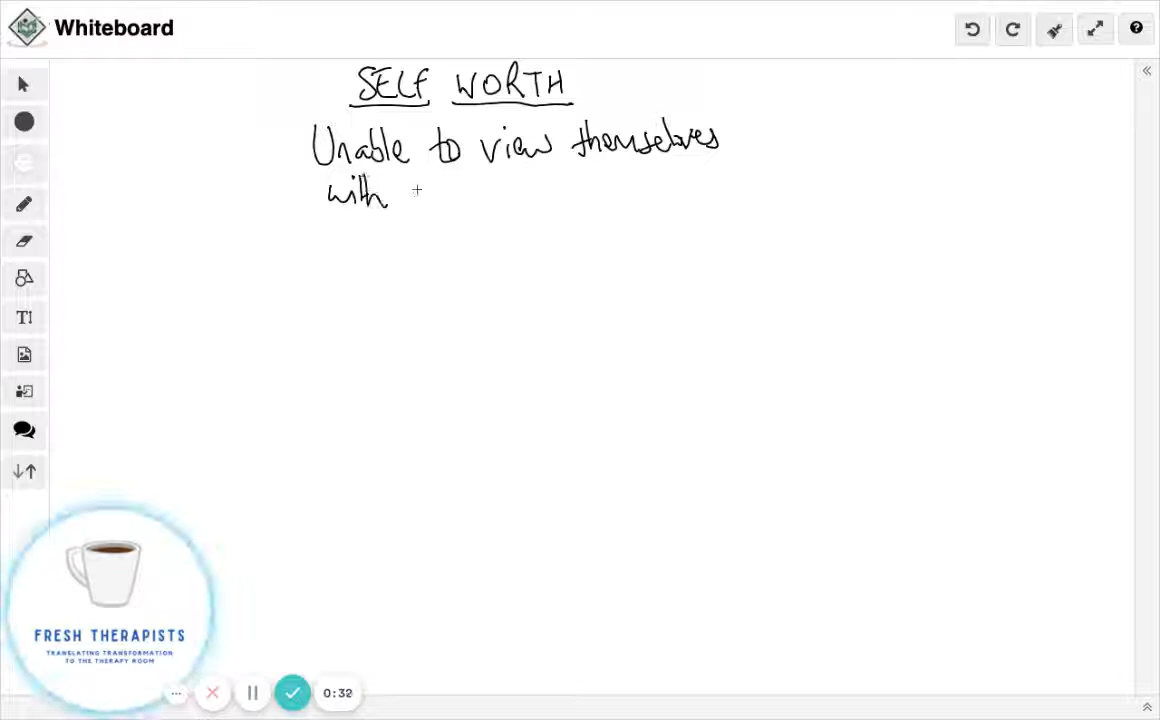 Whiteboard
SELF WORTH
Unable to view themselves
with
FRESH THERAPISTS
TRANSLATING TRANSFORMATION
TO THE THERAPY ROOM
0:32